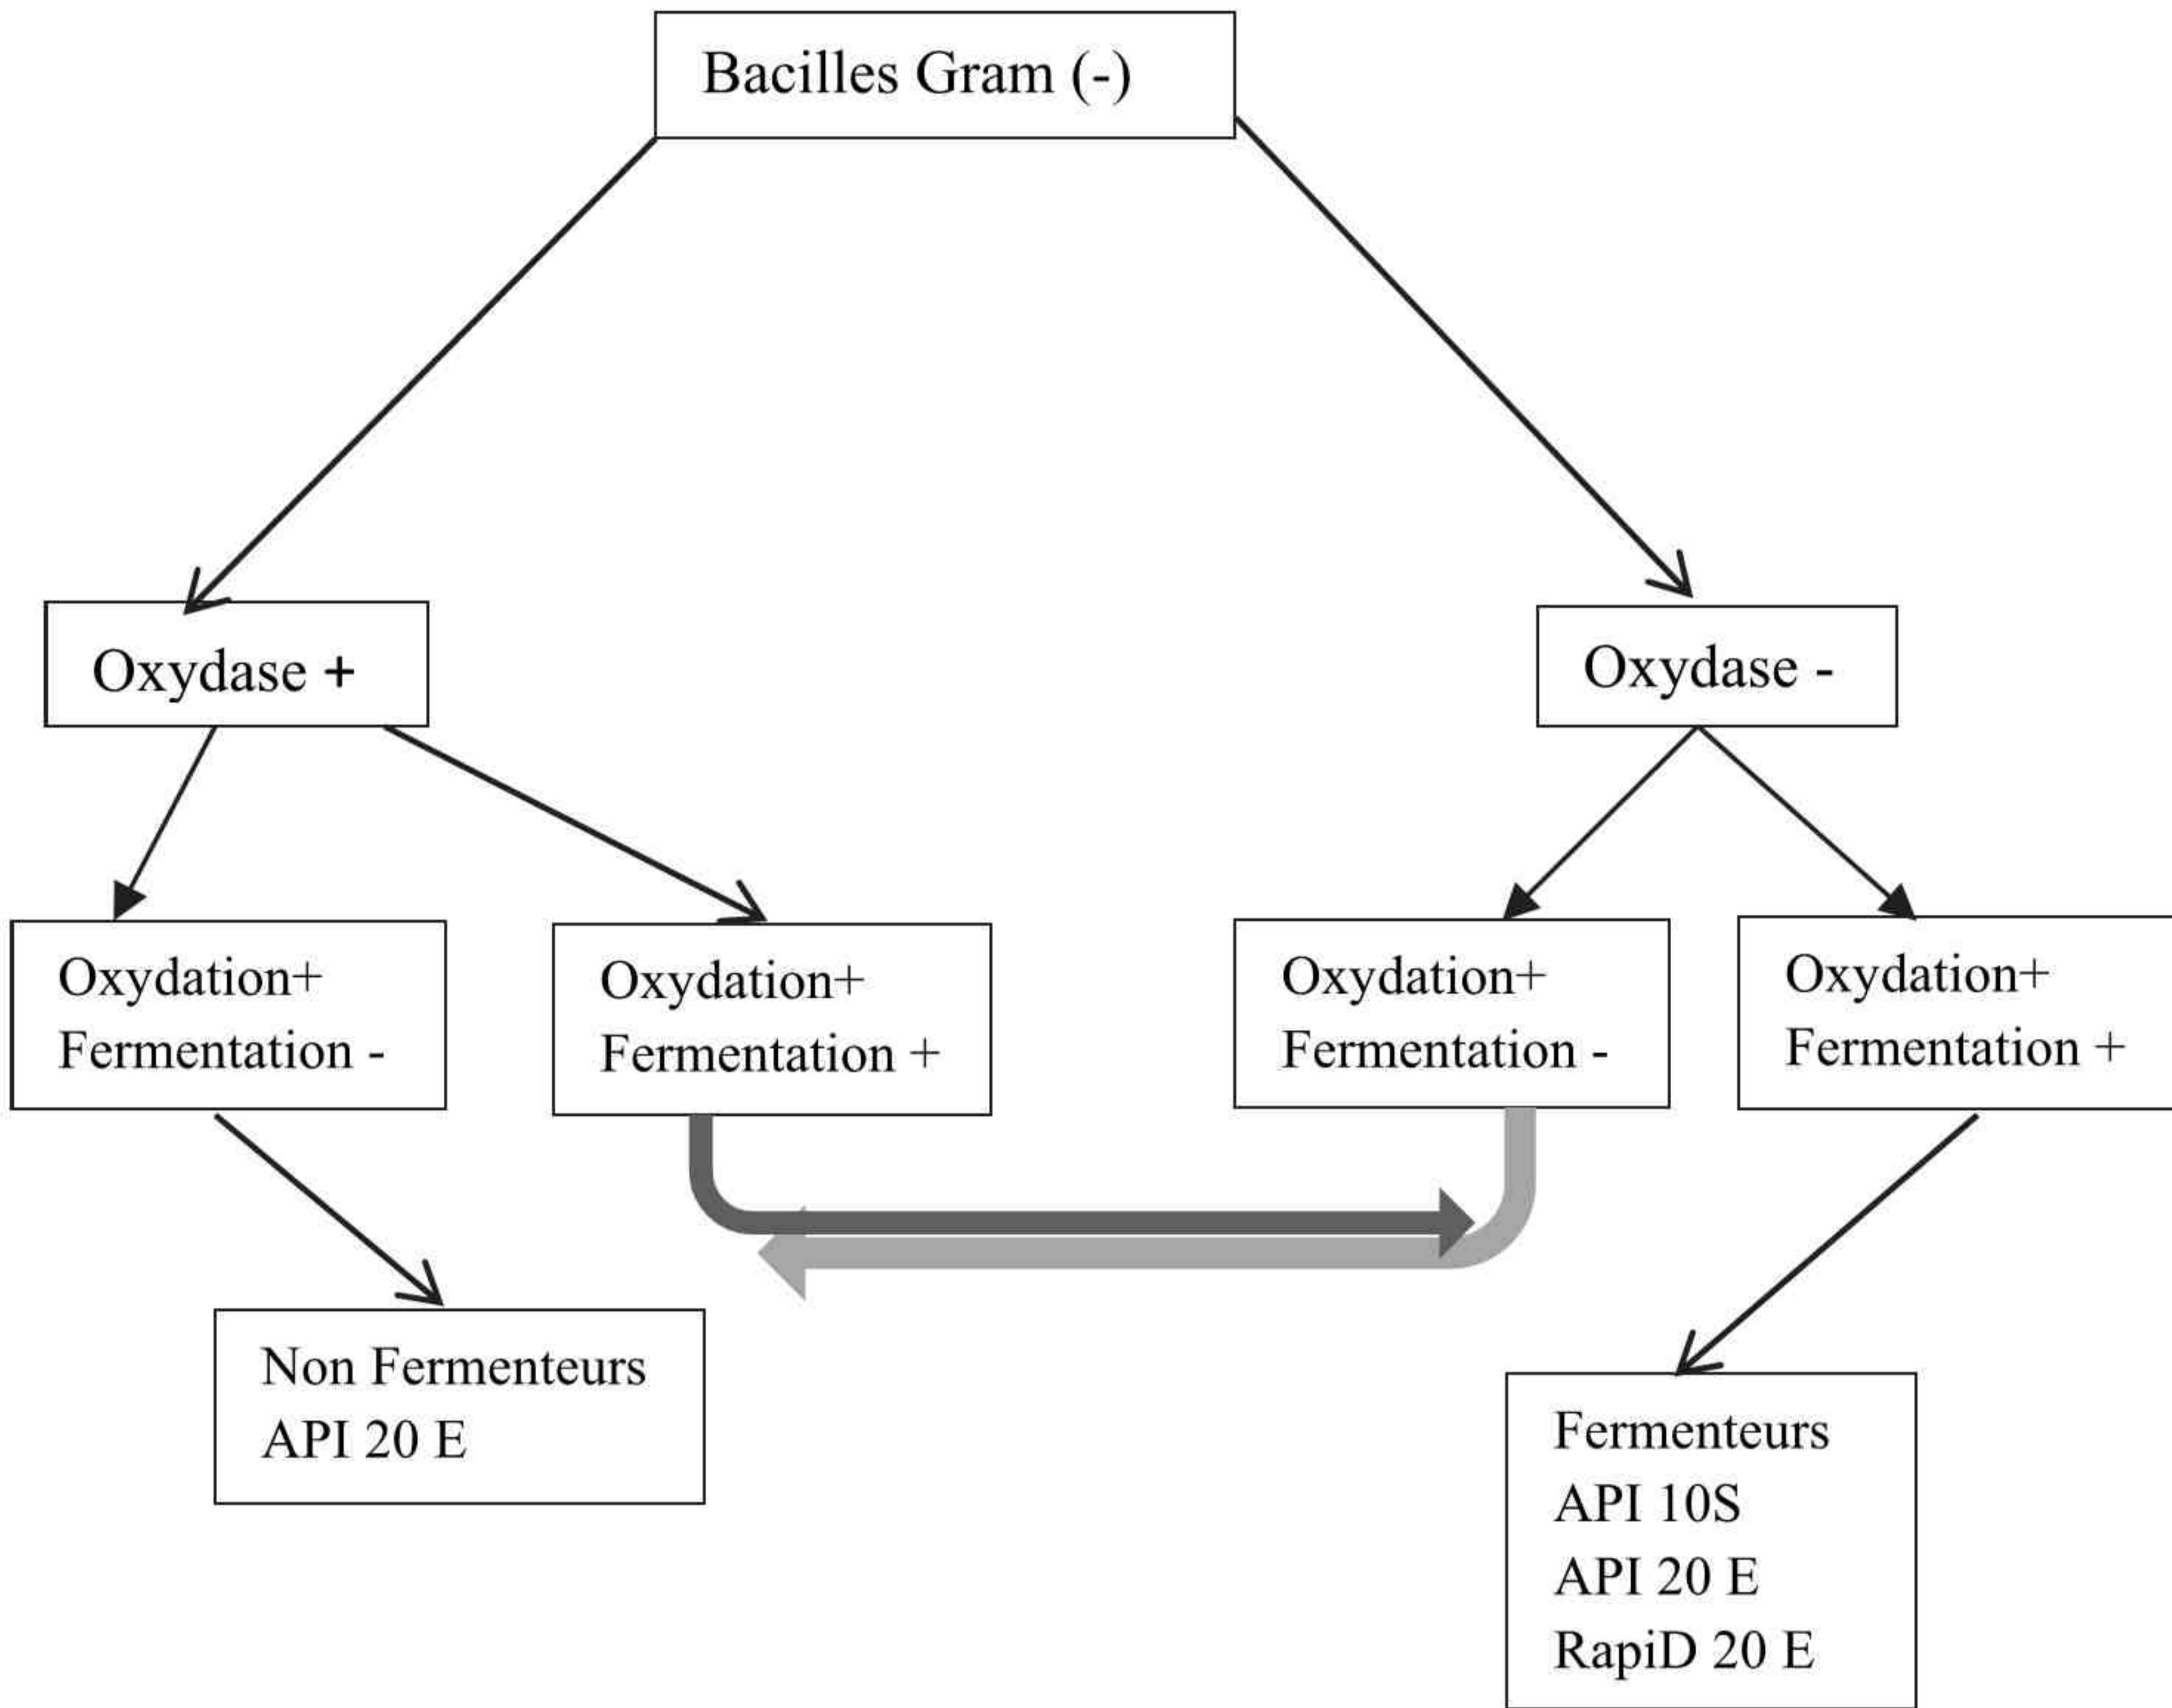 Bacilles Gram (-)
Oxydase +
Oxydase -
Oxydation+
Fermentation -
Oxydation+
Fermentation +
Oxydation+
Fermentation -
Oxydation+
Fermentation +
Non Fermenteurs
API 20 E
Fermenteurs
API 10S
API 20 E
RapiD 20 E